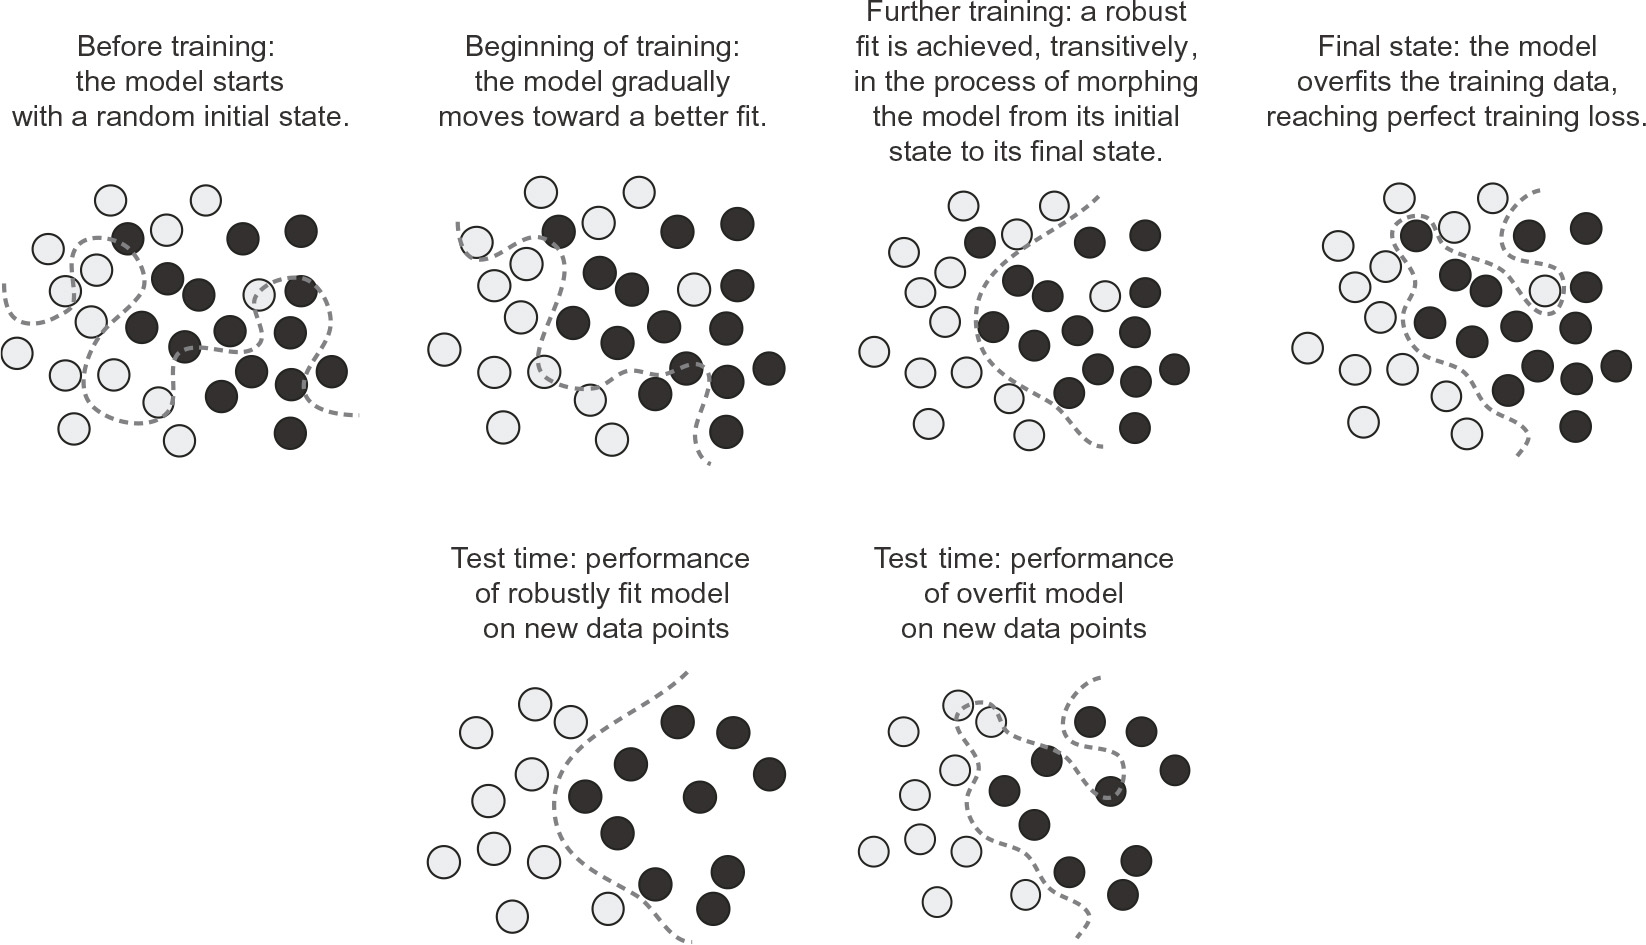 Before training:
the model starts
with a random initial state.
Beginning of training:
the model gradually
moves toward a better fit.
Further training: a robust
fit is achieved, transitively,
in the process of morphing
the model from its initial
state to its final state.
Final state: the model
overfits the training data,
reaching perfect training loss.
Test time: performance
of robustly fit model
on new data points
Test time: performance
of overfit model
on new data points